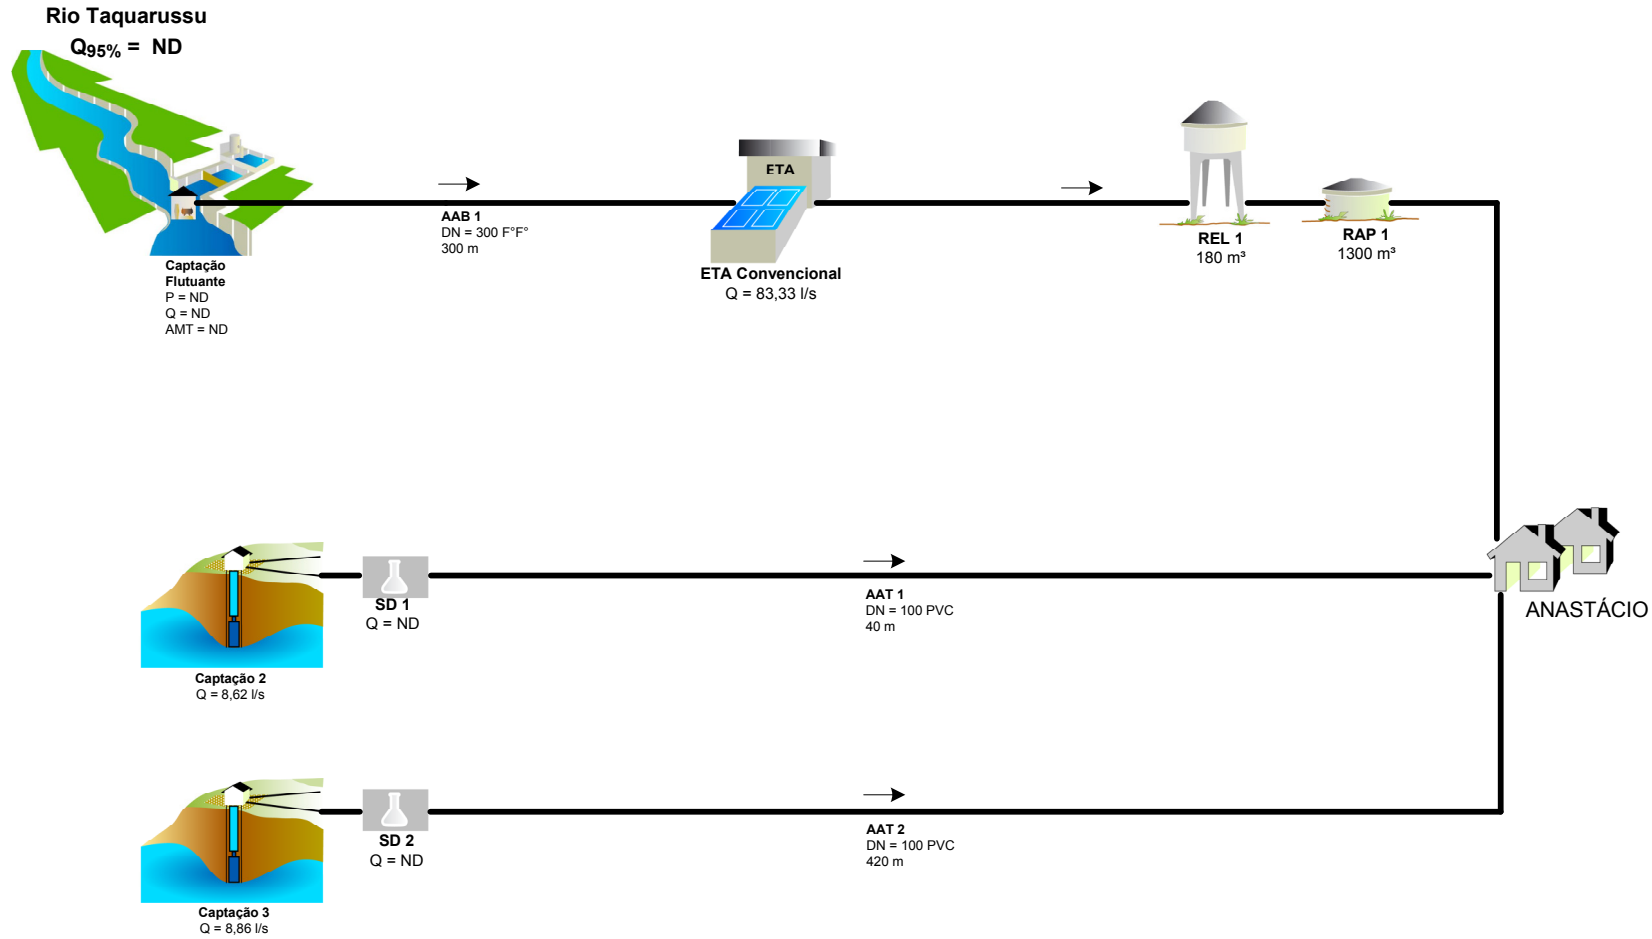 Rio Taquarussu
Q95% = ND
Captação
Flutuante
P = ND
Q = ND
AMT = ND
AAB 1
DN = 300 F°F°
300 m
ETA
ETA Convencional
Q = 83,33 l/s
REL 1
180 m³
RAP 1
1300 m³
Captação 2
Q = 8,62 l/s
SD 1
Q = ND
AAT 1
DN = 100 PVC
40 m
ANASTÁCIO
Captação 3
Q = 8,86 l/s
SD 2
Q = ND
AAT 2
DN = 100 PVC
420 m